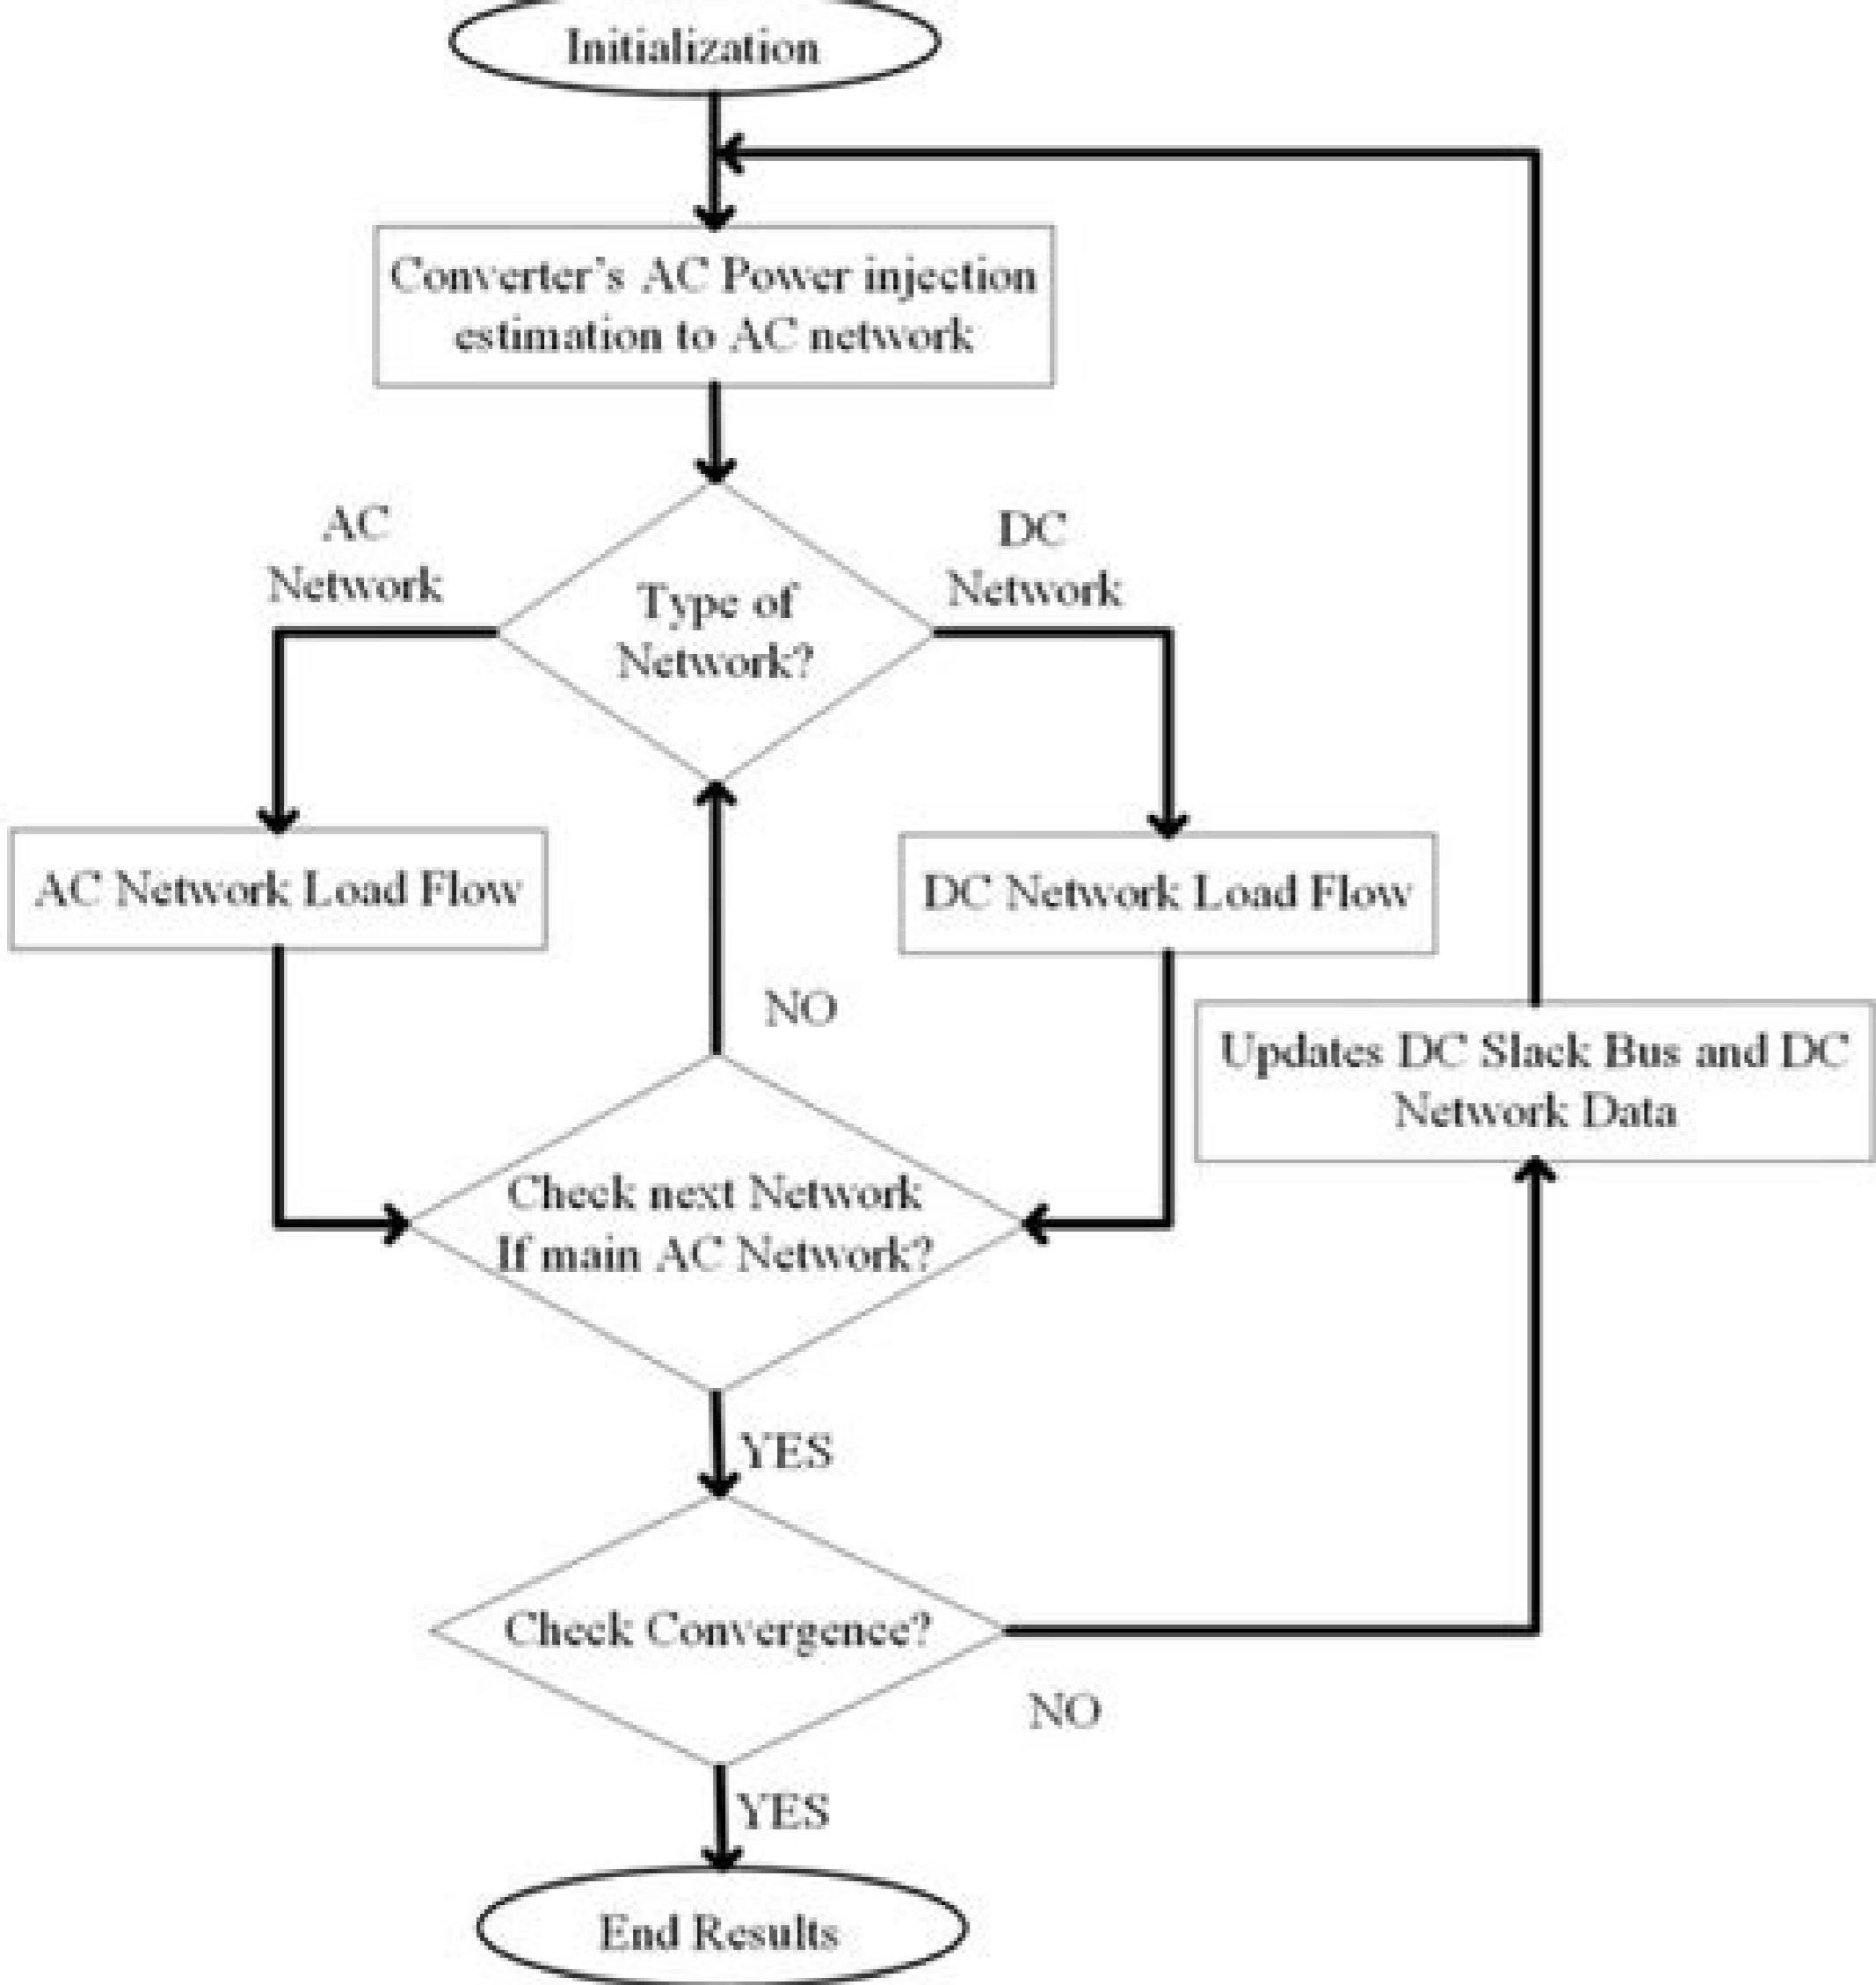 Initialization
Converter's AC Power injection
estimation to AC network
AC
Network
DC
Network
Type of
Network?
AC Network Load Flow
DC Network Load Flow
NO
Updates DC Slack Bus and DC
Network Data
Check next Network
If main AC Network?
YES
Check Convergence?
NO
YES
End Results